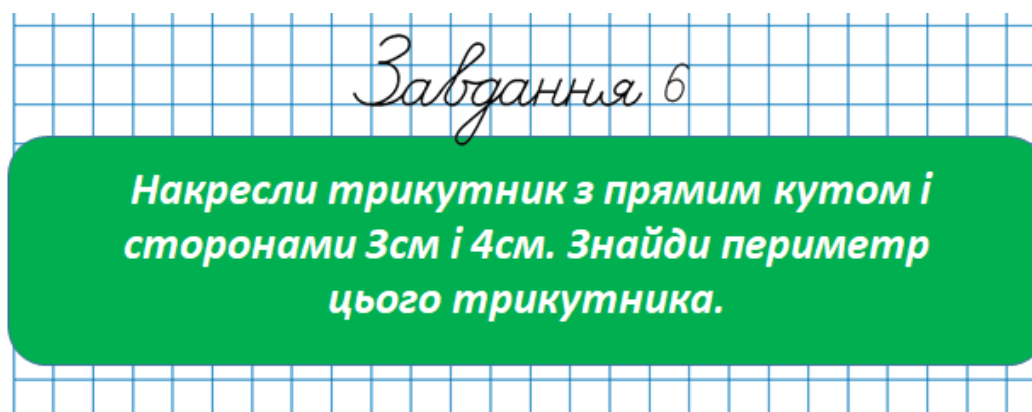 Завдання 6
Накресли трикутник з прямим кутом і
сторонами 3см і 4см. Знайди периметр
цього трикутника.